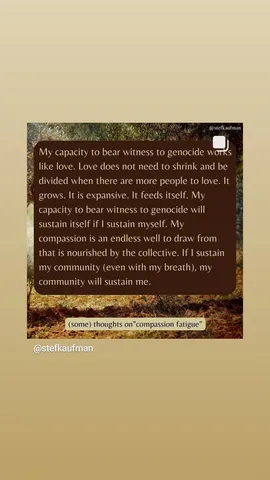 @stefkaufman
My capacity to bear witness to genocide works
like love. Love does not need to shrink and be
divided when there are more people to love. It
grows. It is expansive. It feeds itself. My
capacity to bear witness to genocide will
sustain itself if I sustain myself. My
compassion is an endless well to draw from
that is nourished by the collective. If I sustain
my community (even with my breath), my
community will sustain me.
(some) thoughts on"compassion fatigue"
@stefkaufman